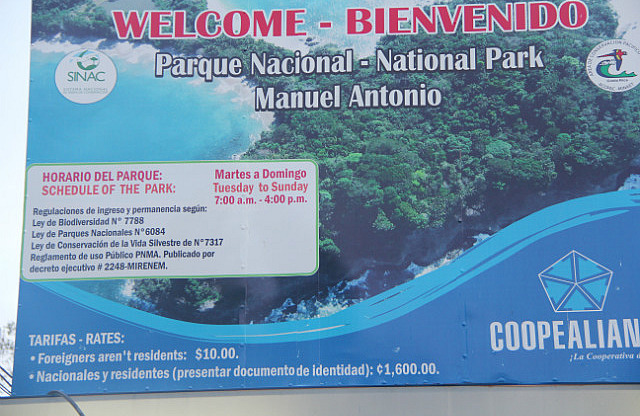 WELCOME - BIENVENIDO
Parque Nacional - National Park
Manuel Antonio
SINAC
HORARIO DEL PARQUE:
SCHEDULE OF THE PARK:
Martes a Domingo
Tuesday to Sunday
7:00 a.m. - 4:00 p.m.
Regulaciones de ingreso y permanencia según:
Ley de Biodiversidad N° 7788
Ley de Parques Nacionales N°6084
Ley de Conservación de la Vida Silvestre de N°7317
Reglamento de uso Público PNMA. Publicado por
decreto ejecutivo # 2248-MIRENEM.
COOPEALIAN
¡La Cooperativa d
TARIFAS - RATES:
• Foreigners aren't residents: $10.00.
• Nacionales y residentes (presentar documento de identidad): ¢1,600.00.